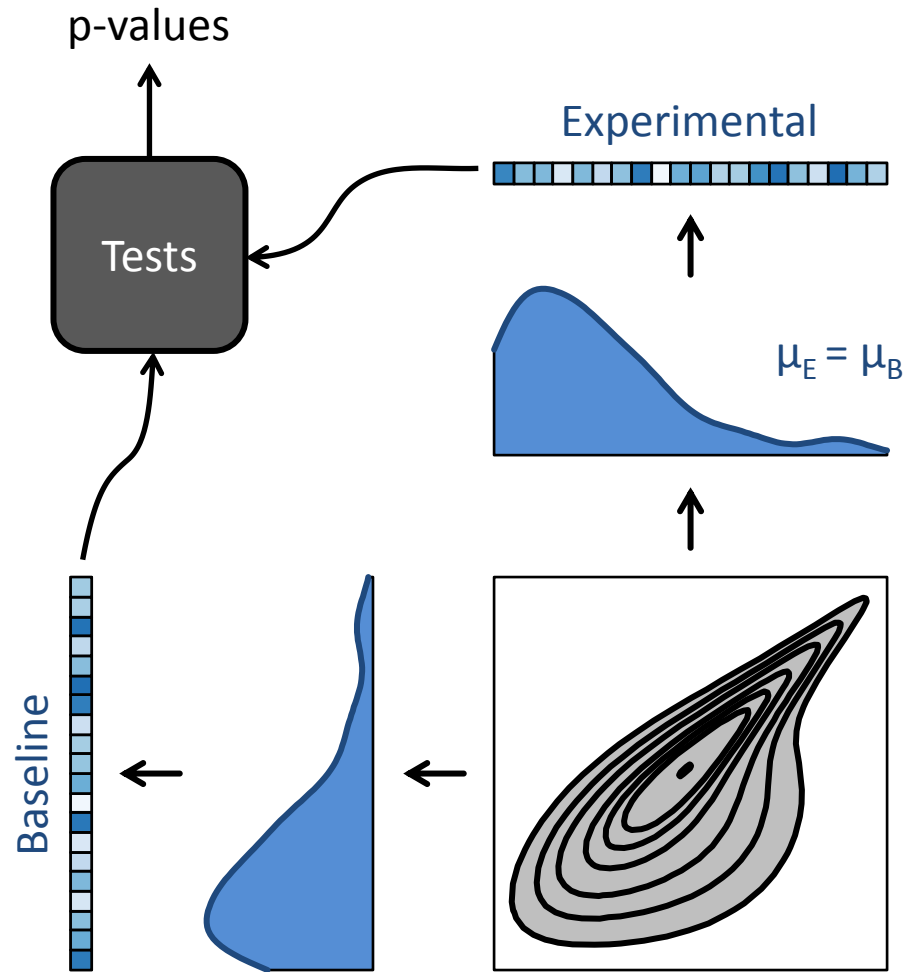 p-values
Experimental
Tests
μE = μB
Baseline